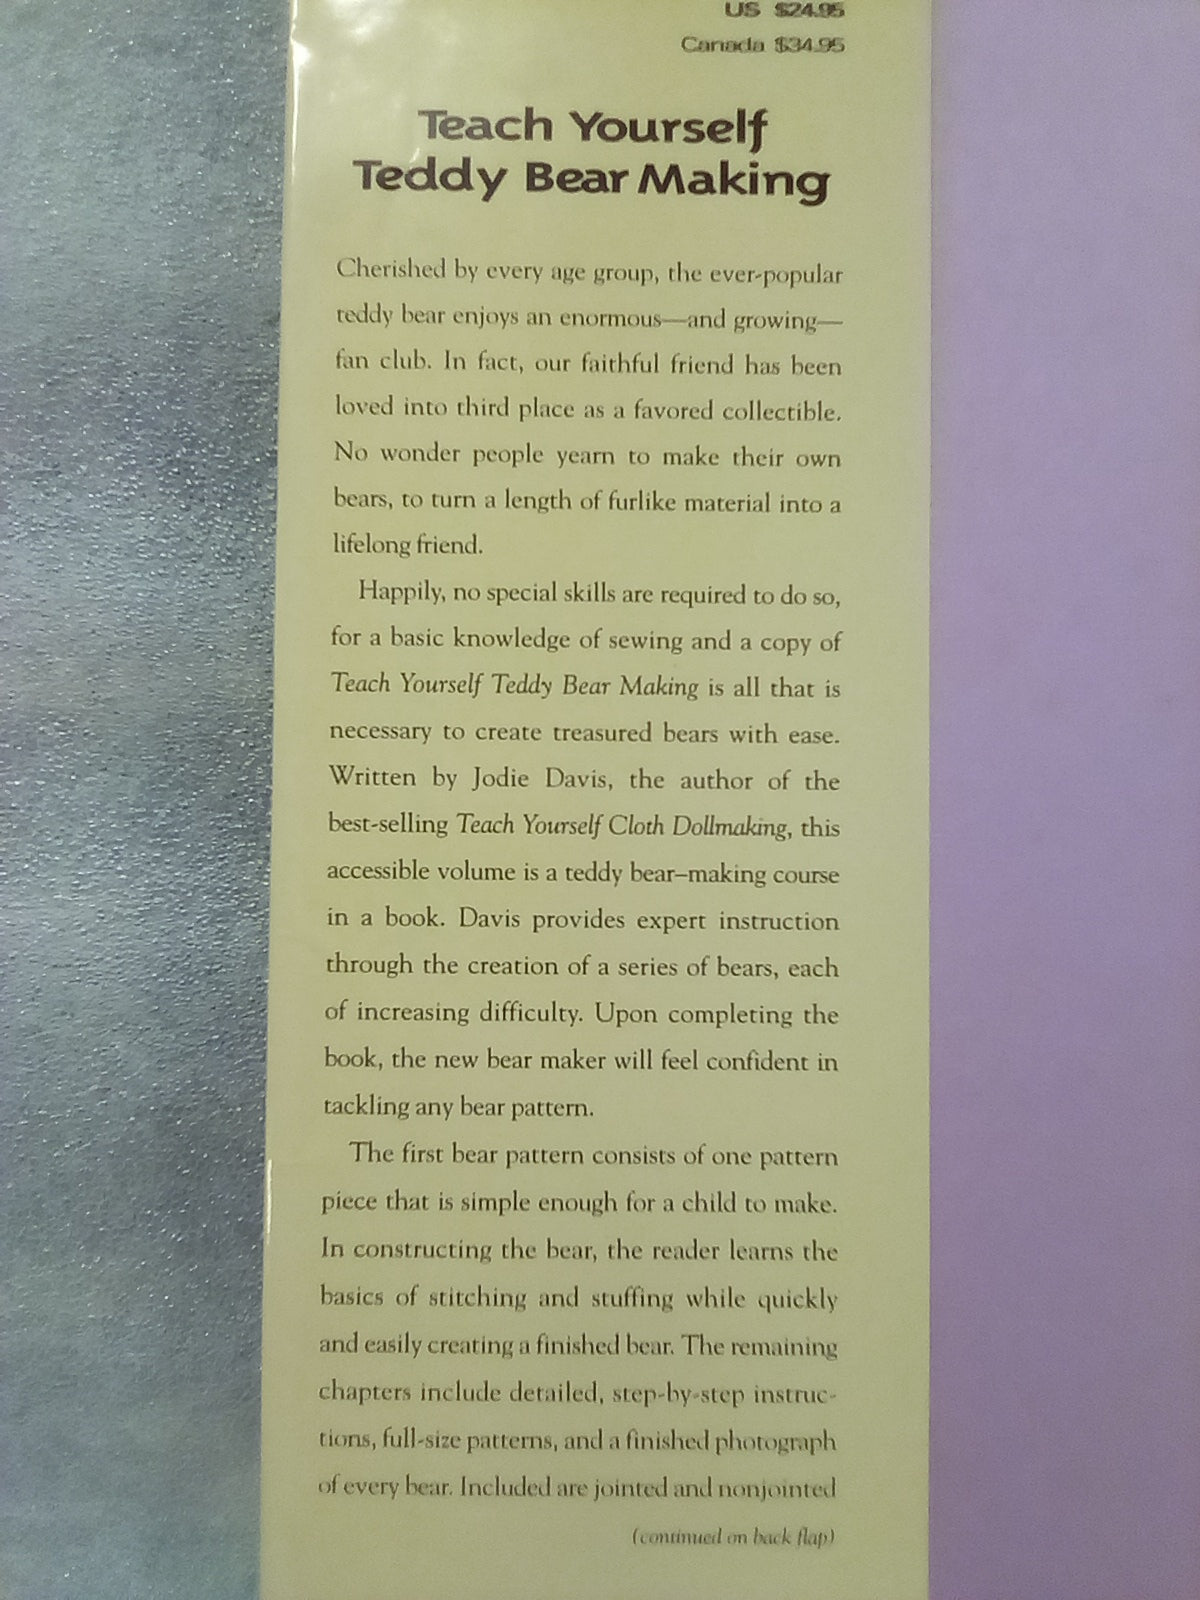 US $24.95
Canada $34.95
Teach Yourself
Teddy Bear Making
Cherished by every age group, the ever-popular
teddy bear enjoys an enormous—and growing—
fan club. In fact, our faithful friend has been
loved into third place as a favored collectible.
No wonder people yearn to make their own
bears, to turn a length of furlike material into a
lifelong friend.
Happily, no special skills are required to do so,
for a basic knowledge of sewing and a copy of
Teach Yourself Teddy Bear Making is all that is
necessary to create treasured bears with ease.
Written by Jodie Davis, the author of the
best-selling Teach Yourself Cloth Dollmaking, this
accessible volume is a teddy bear–making course
in a book. Davis provides expert instruction
through the creation of a series of bears, each
of increasing difficulty. Upon completing the
book, the new bear maker will feel confident in
tackling any bear pattern.
The first bear pattern consists of one pattern
piece that is simple enough for a child to make.
In constructing the bear, the reader learns the
basics of stitching and stuffing while quickly
and easily creating a finished bear. The remaining
chapters include detailed, step-by-step instruc-
tions, full-size patterns, and a finished photograph
of every bear. Included are jointed and nonjointed
(continued on back flap)